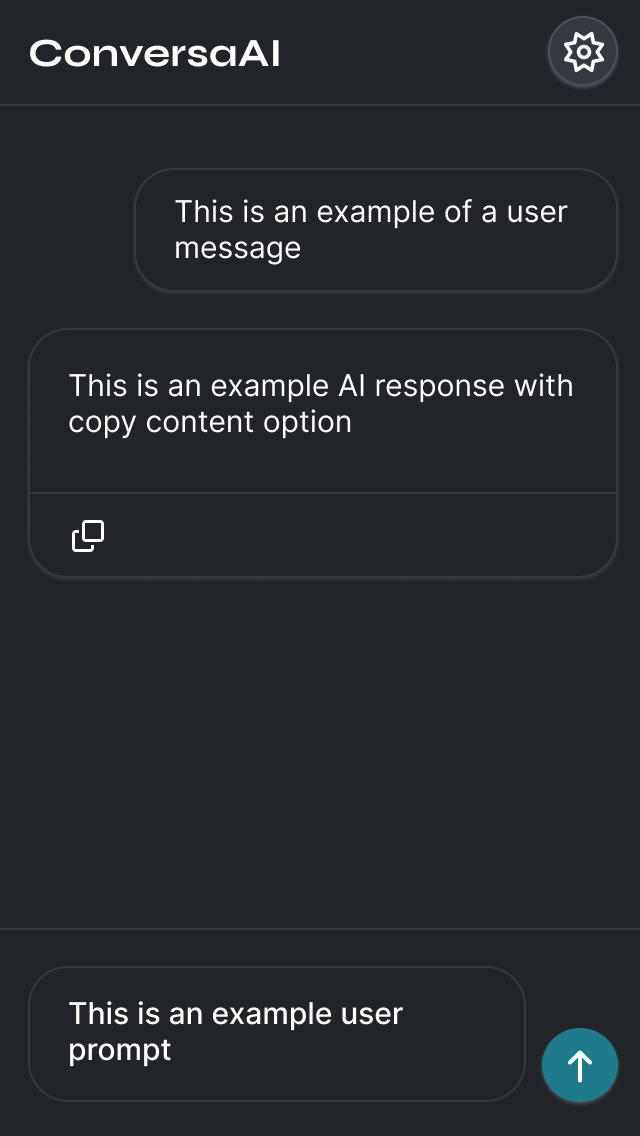 ConversaAI
This is an example of a user
message
This is an example AI response with
copy content option
This is an example user
prompt